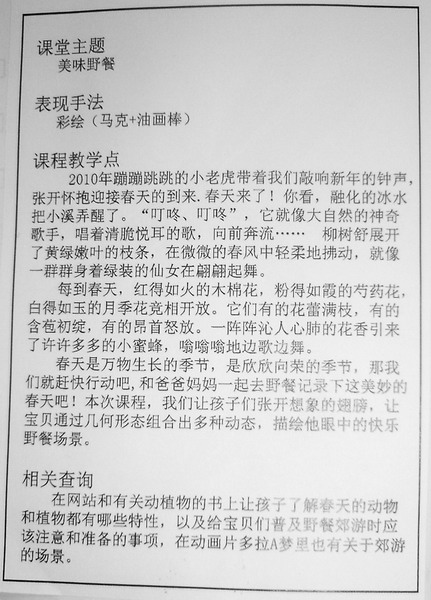 课堂主题
美味野餐
表现手法
彩绘（马克+油画棒）
课程教学点
2010年蹦蹦跳跳的小老虎带着我们敲响新年的钟声，
张开怀抱迎接春天的到来.春天来了！你看，融化的冰水
把小溪弄醒了。“叮咚、叮咚”，它就像大自然的神奇
歌手，唱着清脆悦耳的歌，向前奔流…… 柳树舒展开
了黄绿嫩叶的枝条，在微微的春风中轻柔地拂动，就像
一群群身着绿装的仙女在翩翩起舞。
每到春天，红得如火的木棉花，粉得如霞的芍药花，
白得如玉的月季花竞相开放。它们有的花蕾满枝，有的
含苞初绽，有的昂首怒放。一阵阵沁人心肺的花香引来
了许许多多的小蜜蜂，嗡嗡嗡地边歌边舞。
春天是万物生长的季节，是欣欣向荣的季节，那我
们就赶快行动吧,和爸爸妈妈一起去野餐记录下这美妙的
春天吧！本次课程，我们让孩子们张开想象的翅膀，让
宝贝通过几何形态组合出多种动态，描绘他眼中的快乐
野餐场景。
相关查询
在网站和有关动植物的书上让孩子了解春天的动物
和植物都有哪些特性，以及给宝贝们普及野餐郊游时应
该注意和准备的事项，在动画片多拉A梦里也有关于郊游
的场景。